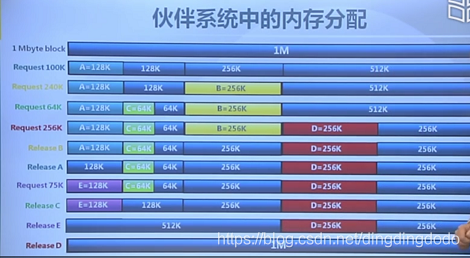 伙伴系统中的内存分配
1 Mbyte block 1M
Request 100K A=128K 128K 256K 512K
Request 240K A=128K 128K B=256K 512K
Request 64K A=128K C=64K 64K B=256K 512K
Request 256K A=128K C=64K 64K B=256K D=256K 256K
Release B A=128K C=64K 64K 256K D=256K 256K
Release A 128K C=64K 64K 256K D=256K 256K
Request 75K E=128K C=64K 64K 256K D=256K 256K
Release C E=128K 128K 256K D=256K 256K
Release E 512K D=256K 256K
Release D 1M
https://blog.csdn.net/dingdingdodo